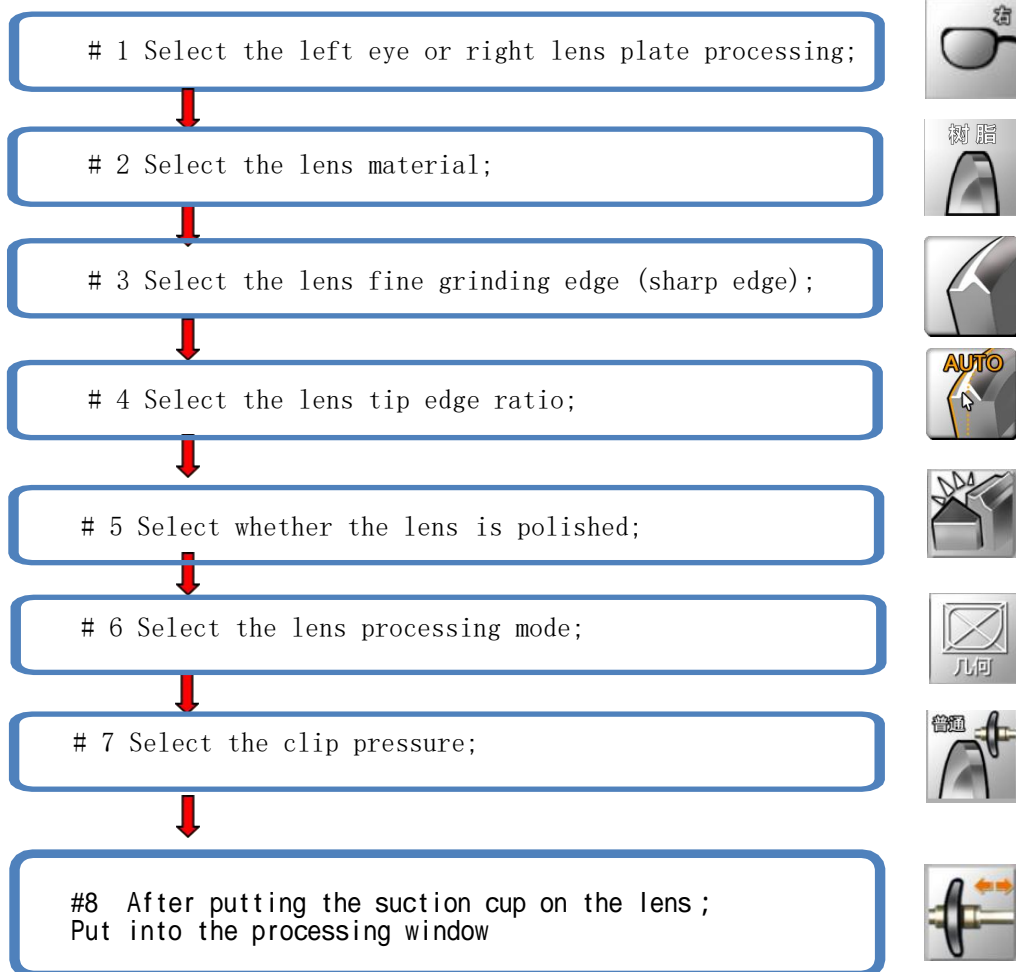 # 1 Select the left eye or right lens plate processing;
右
# 2 Select the lens material;
树脂
# 3 Select the lens fine grinding edge (sharp edge);
# 4 Select the lens tip edge ratio;
AUTO
# 5 Select whether the lens is polished;
# 6 Select the lens processing mode;
几何
# 7 Select the clip pressure;
普通
#8 After putting the suction cup on the lens;
Put into the processing window